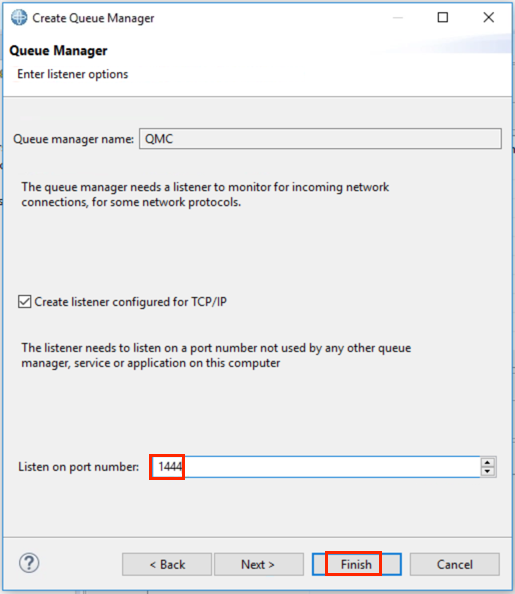 Create Queue Manager
Queue Manager
Enter listener options
Queue manager name: QMC
The queue manager needs a listener to monitor for incoming network
connections, for some network protocols.
Create listener configured for TCP/IP
The listener needs to listen on a port number not used by any other queue
manager, service or application on this computer
Listen on port number: 1444
? < Back Next > Finish Cancel